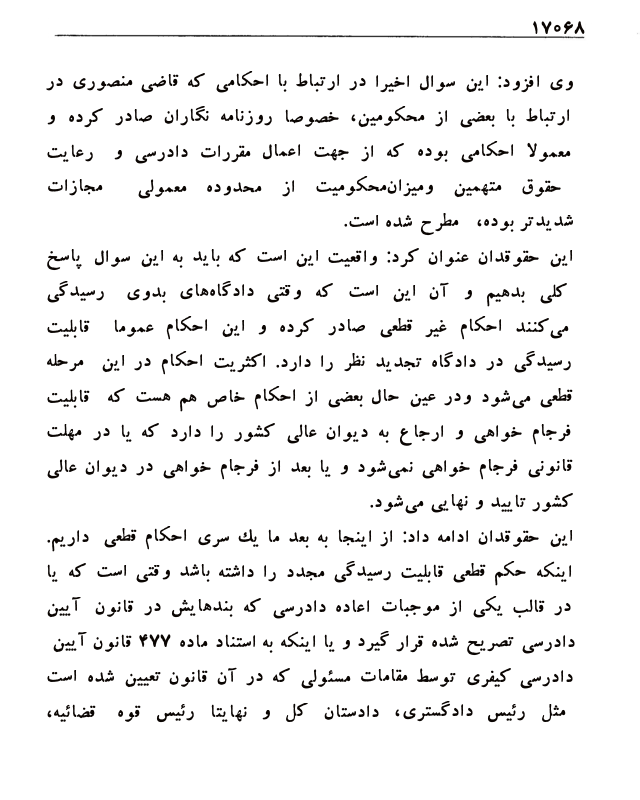 ۱۷۰۶۸
وی افزود: این سوال اخیرا در ارتباط با احکامی که قاضی منصوری در
ارتباط با بعضی از محکومین، خصوصا روزنامه نگاران صادر کرده و
معمولا احکامی بوده که از جهت اعمال مقررات دادرسی و رعایت
حقوق متهمین ومیزان‌محکومیت از محدوده معمولی مجازات
شدیدتر بوده، مطرح شده است.
این حقوقدان عنوان کرد: واقعیت این است که باید به این سوال پاسخ
کلی بدهیم و آن این است که وقتی دادگاه‌های بدوی رسیدگی
می‌کنند احکام غیر قطعی صادر کرده و این احکام عموما قابلیت
رسیدگی در دادگاه تجدید نظر را دارد. اکثریت احکام در این مرحله
قطعی می‌شود ودر عین حال بعضی از احکام خاص هم هست که قابلیت
فرجام خواهی و ارجاع به دیوان عالی کشور را دارد که یا در مهلت
قانونی فرجام خواهی نمی‌شود و یا بعد از فرجام خواهی در دیوان عالی
کشور تایید و نهایی می‌شود.
این حقوقدان ادامه داد: از اینجا به بعد ما یك سری احکام قطعی داریم.
اینکه حکم قطعی قابلیت رسیدگی مجدد را داشته باشد وقتی است که یا
در قالب یکی از موجبات اعاده دادرسی که بندهایش در قانون آیین
دادرسی تصریح شده قرار گیرد و یا اینکه به استناد ماده ۴۷۷ قانون آیین
دادرسی کیفری توسط مقامات مسئولی که در آن قانون تعیین شده است
مثل رئیس دادگستری، دادستان کل و نهایتا رئیس قوه قضائیه،